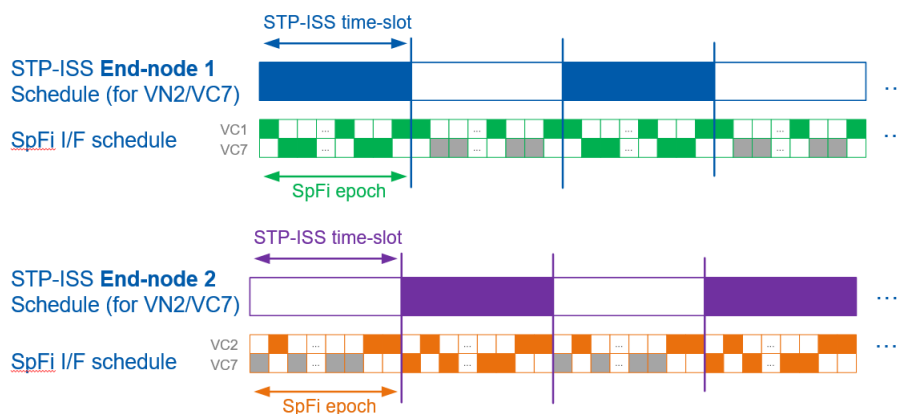 STP-ISS time-slot
STP-ISS End-node 1
Schedule (for VN2/VC7)
...
SpFi I/F schedule
VC1
... ... ... ...
...
VC7
... ... ... ...
SpFi epoch
STP-ISS time-slot
STP-ISS End-node 2
Schedule (for VN2/VC7)
...
SpFi I/F schedule
VC2
... ... ... ...
...
VC7
... ... ... ...
SpFi epoch